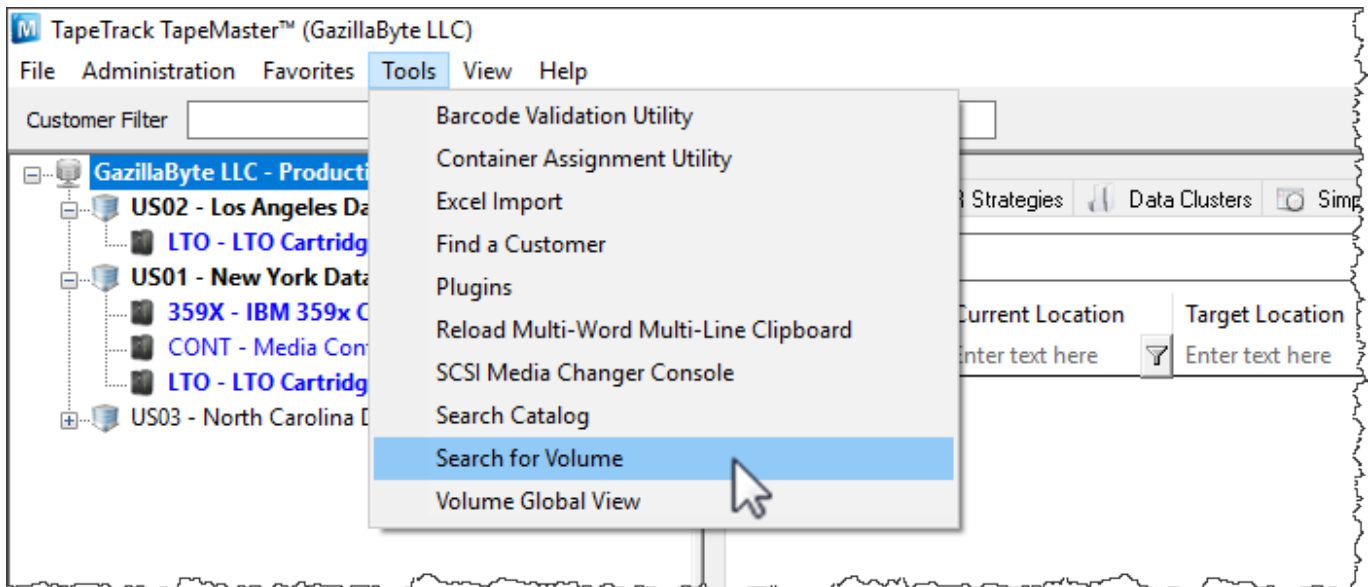 TapeTrack TapeMaster™ (GazillaByte LLC)
File Administration Favorites Tools View Help
Customer Filter
Barcode Validation Utility
Container Assignment Utility
Excel Import
Find a Customer
Plugins
Reload Multi-Word Multi-Line Clipboard
SCSI Media Changer Console
Search Catalog
Search for Volume
Volume Global View
GazillaByte LLC - Producti
US02 - Los Angeles Da
LTO - LTO Cartridg
US01 - New York Data
359X - IBM 359x C
CONT - Media Con
LTO - LTO Cartridg
US03 - North Carolina D
Strategies Data Clusters Simp
Current Location Target Location
Enter text here Enter text here